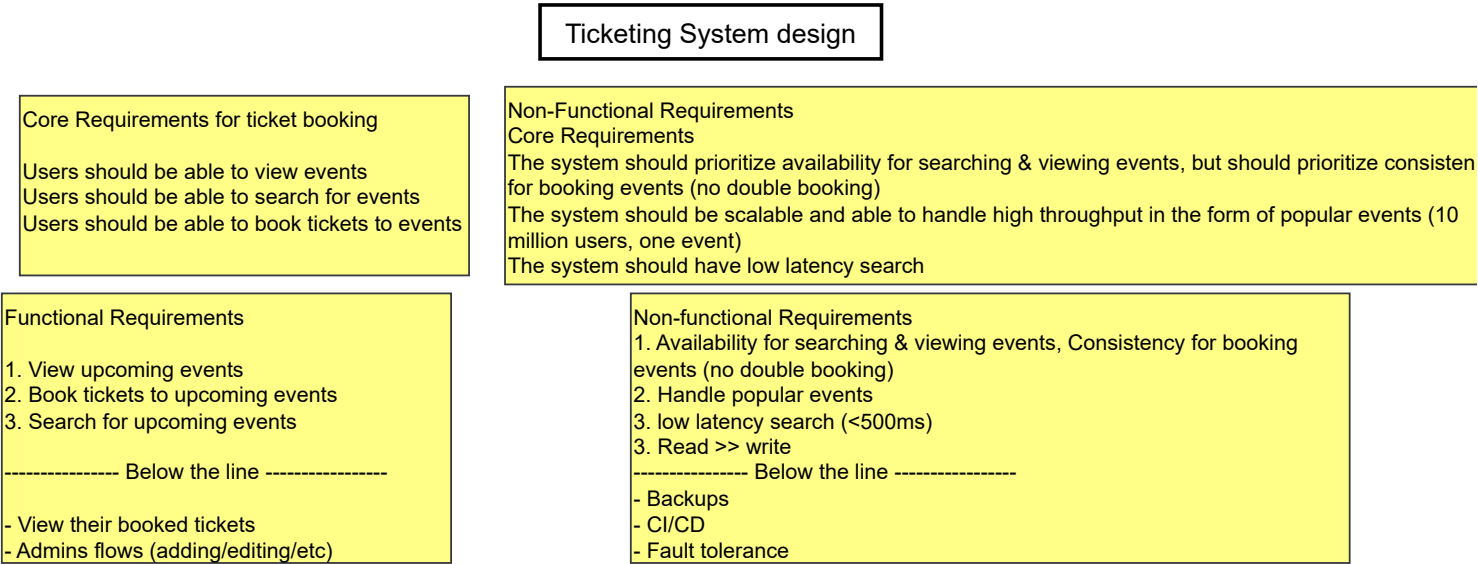 Ticketing System design
Core Requirements for ticket booking
Users should be able to view events
Users should be able to search for events
Users should be able to book tickets to events
Non-Functional Requirements
Core Requirements
The system should prioritize availability for searching & viewing events, but should prioritize consisten
for booking events (no double booking)
The system should be scalable and able to handle high throughput in the form of popular events (10
million users, one event)
The system should have low latency search
Functional Requirements
1. View upcoming events
2. Book tickets to upcoming events
3. Search for upcoming events
---------------- Below the line -----------------
- View their booked tickets
- Admins flows (adding/editing/etc)
Non-functional Requirements
1. Availability for searching & viewing events, Consistency for booking
events (no double booking)
2. Handle popular events
3. low latency search (<500ms)
3. Read >> write
---------------- Below the line -----------------
- Backups
- CI/CD
- Fault tolerance